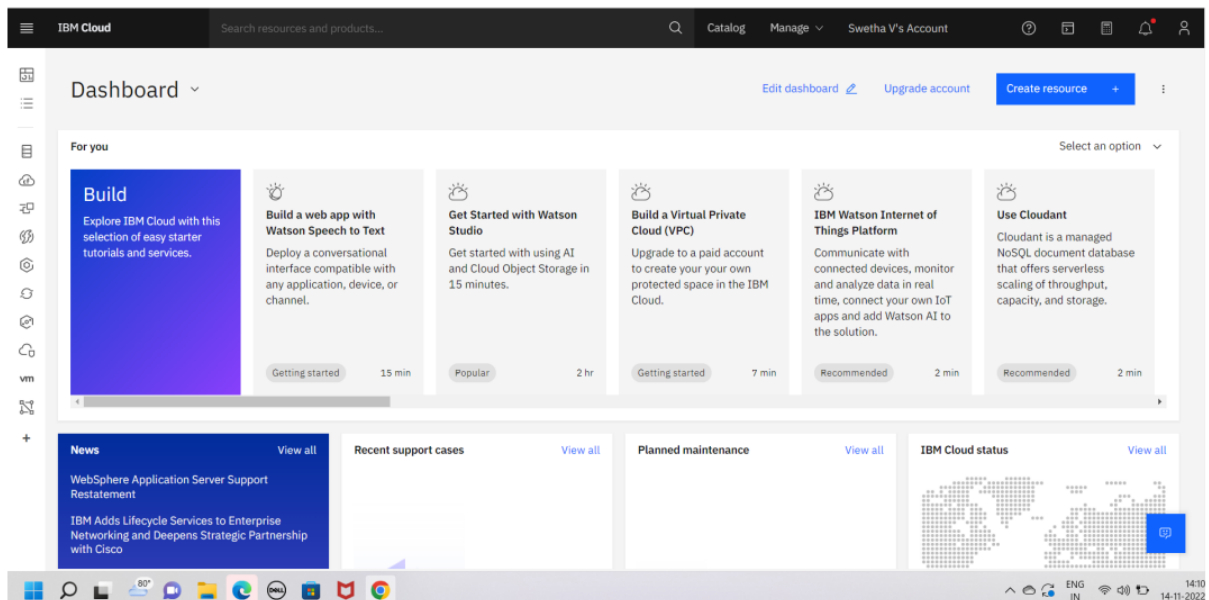 IBM Cloud
Search resources and products...
Catalog
Manage
Swetha V's Account
Dashboard
Edit dashboard
Upgrade account
Create resource +
For you
Select an option
Build
Explore IBM Cloud with this
selection of easy starter
tutorials and services.
Build a web app with
Watson Speech to Text
Deploy a conversational
interface compatible with
any application, device, or
channel.
Getting started
15 min
Get Started with Watson
Studio
Get started with using AI
and Cloud Object Storage in
15 minutes.
Popular
2 hr
Build a Virtual Private
Cloud (VPC)
Upgrade to a paid account
to create your your own
protected space in the IBM
Cloud.
Getting started
7 min
IBM Watson Internet of
Things Platform
Communicate with
connected devices, monitor
and analyze data in real
time, connect your own IoT
apps and add Watson AI to
the solution.
Recommended
2 min
Use Cloudant
Cloudant is a managed
NoSQL document database
that offers serverless
scaling of throughput,
capacity, and storage.
Recommended
2 min
vm
News
View all
WebSphere Application Server Support
Restatement
IBM Adds Lifecycle Services to Enterprise
Networking and Deepens Strategic Partnership
with Cisco
Recent support cases
View all
Planned maintenance
View all
IBM Cloud status
View all
80°
DELL
ENG
IN
14:10
14-11-2022